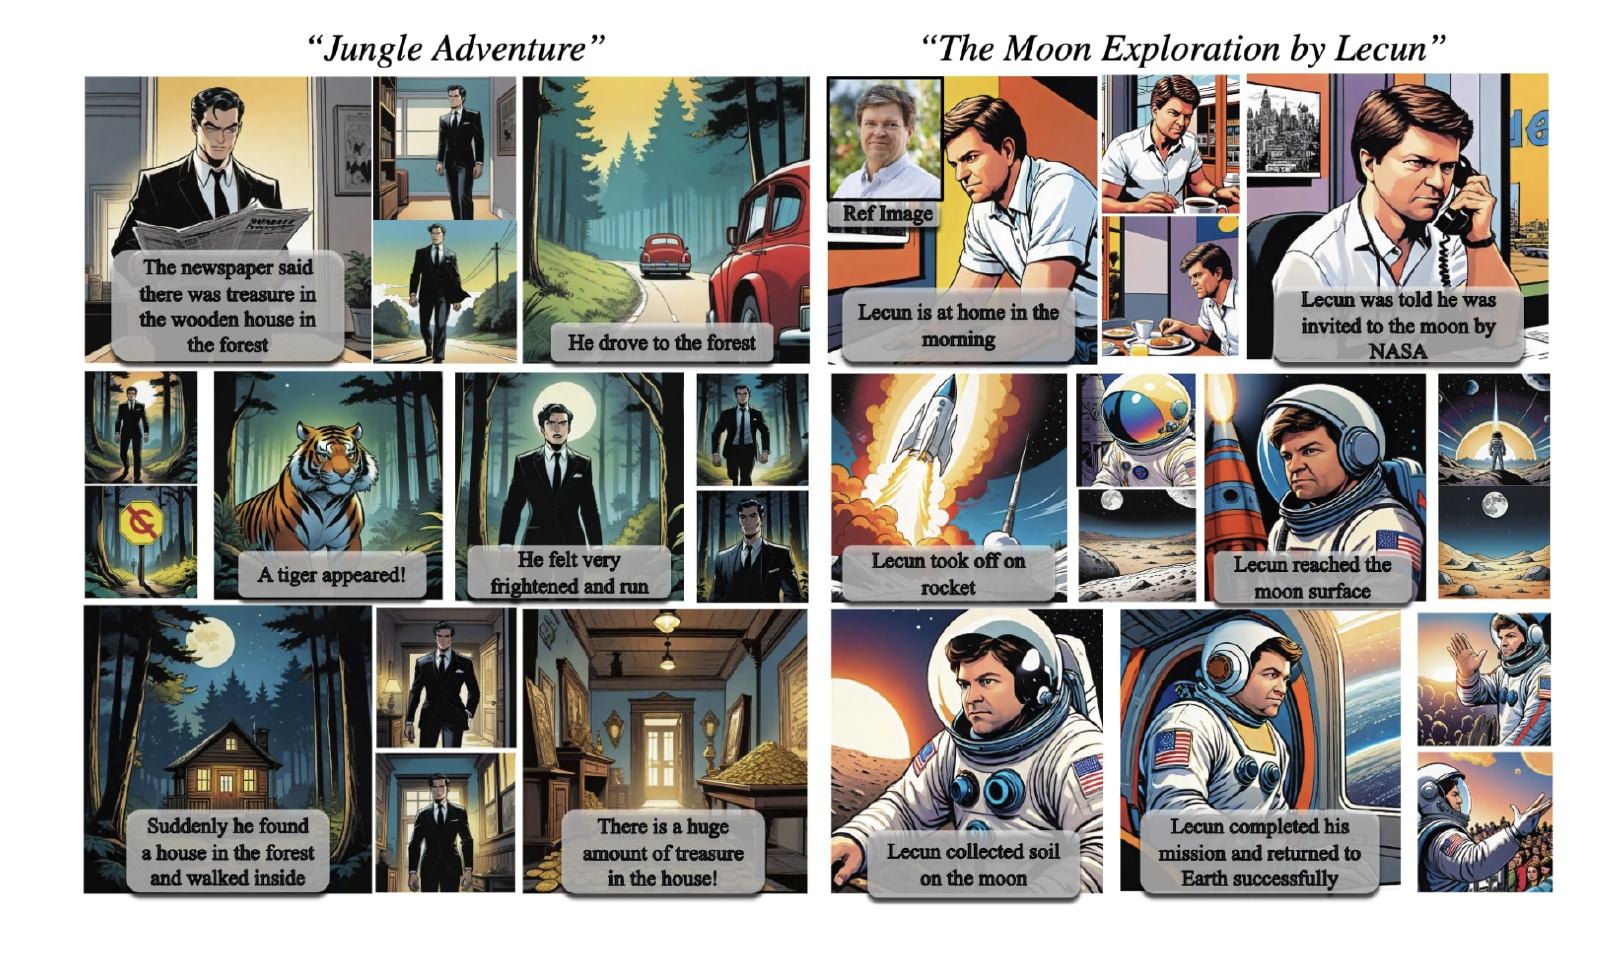 “Jungle Adventure”
The newspaper said
there was treasure in
the wooden house in
the forest
He drove to the forest
A tiger appeared!
He felt very
frightened and run
Suddenly he found
a house in the forest
and walked inside
There is a huge
amount of treasure
in the house!
“The Moon Exploration by Lecun”
Ref Image
Lecun is at home in the
morning
Lecun was told he was
invited to the moon by
NASA
Lecun took off on
rocket
Lecun reached the
moon surface
Lecun collected soil
on the moon
Lecun completed his
mission and returned to
Earth successfully